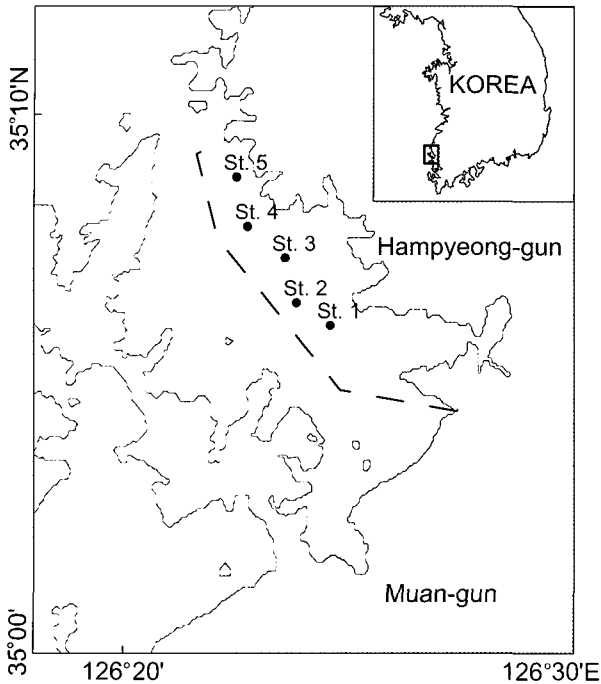 KOREA
35°10'N
St. 5
St. 4
St. 3
Hampyeong-gun
St. 2
St. 1
Muan-gun
35°00'
126°20'
126°30'E